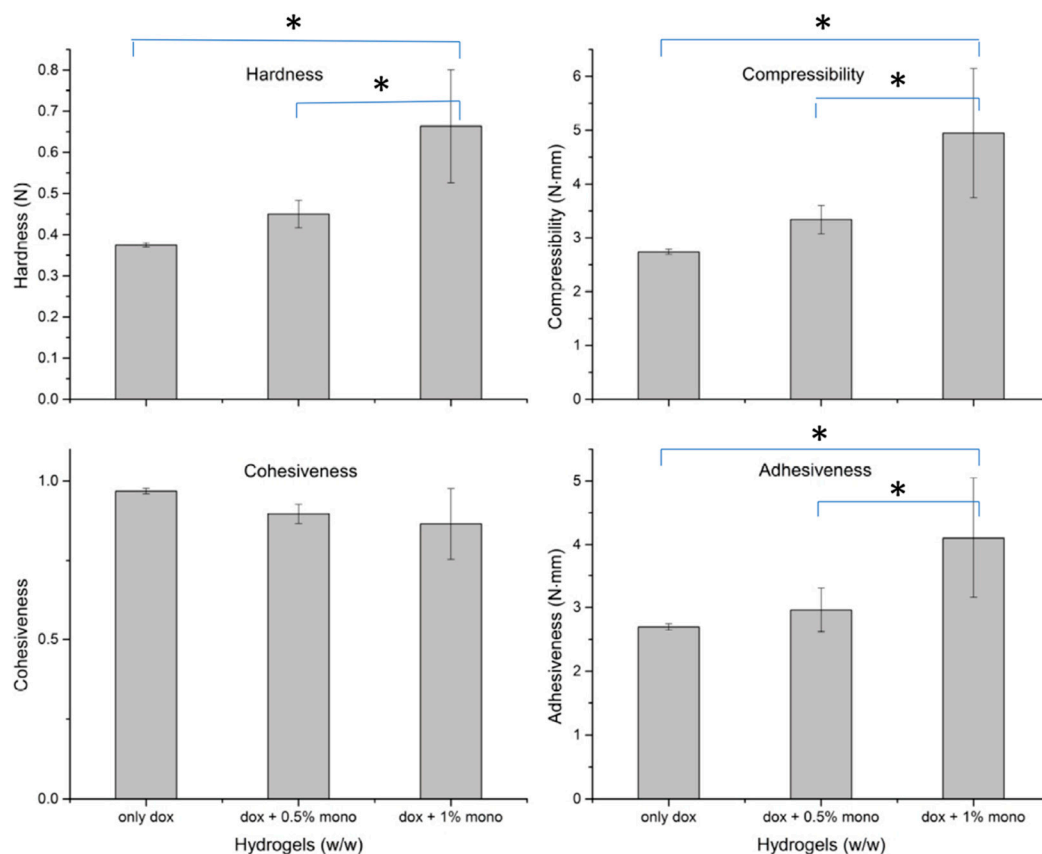 *
*
Hardness
0.8
0.7
0.6
0.5
0.4
0.3
0.2
0.1
0.0
Hardness (N)
*
*
Compressibility
6
5
4
3
2
1
0
Compressibility (N·mm)
Cohesiveness
1.0
0.5
0.0
Cohesiveness
only dox dox + 0.5% mono dox + 1% mono
Hydrogels (w/w)
*
*
Adhesiveness
5
4
3
2
1
0
Adhesiveness (N·mm)
only dox dox + 0.5% mono dox + 1% mono
Hydrogels (w/w)